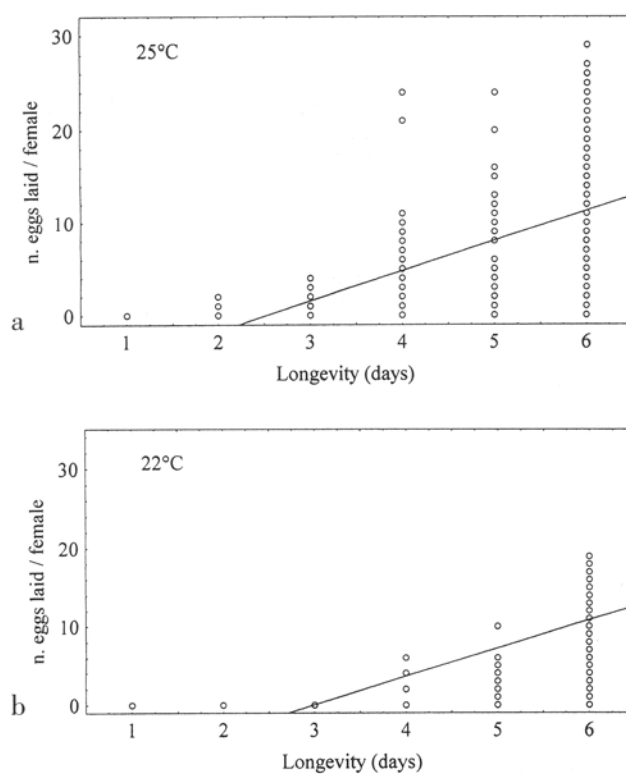 30
25°C
20
n. eggs laid / female
10
a
0
1 2 3 4 5 6
Longevity (days)
30
22°C
20
n. eggs laid / female
10
b
0
1 2 3 4 5 6
Longevity (days)